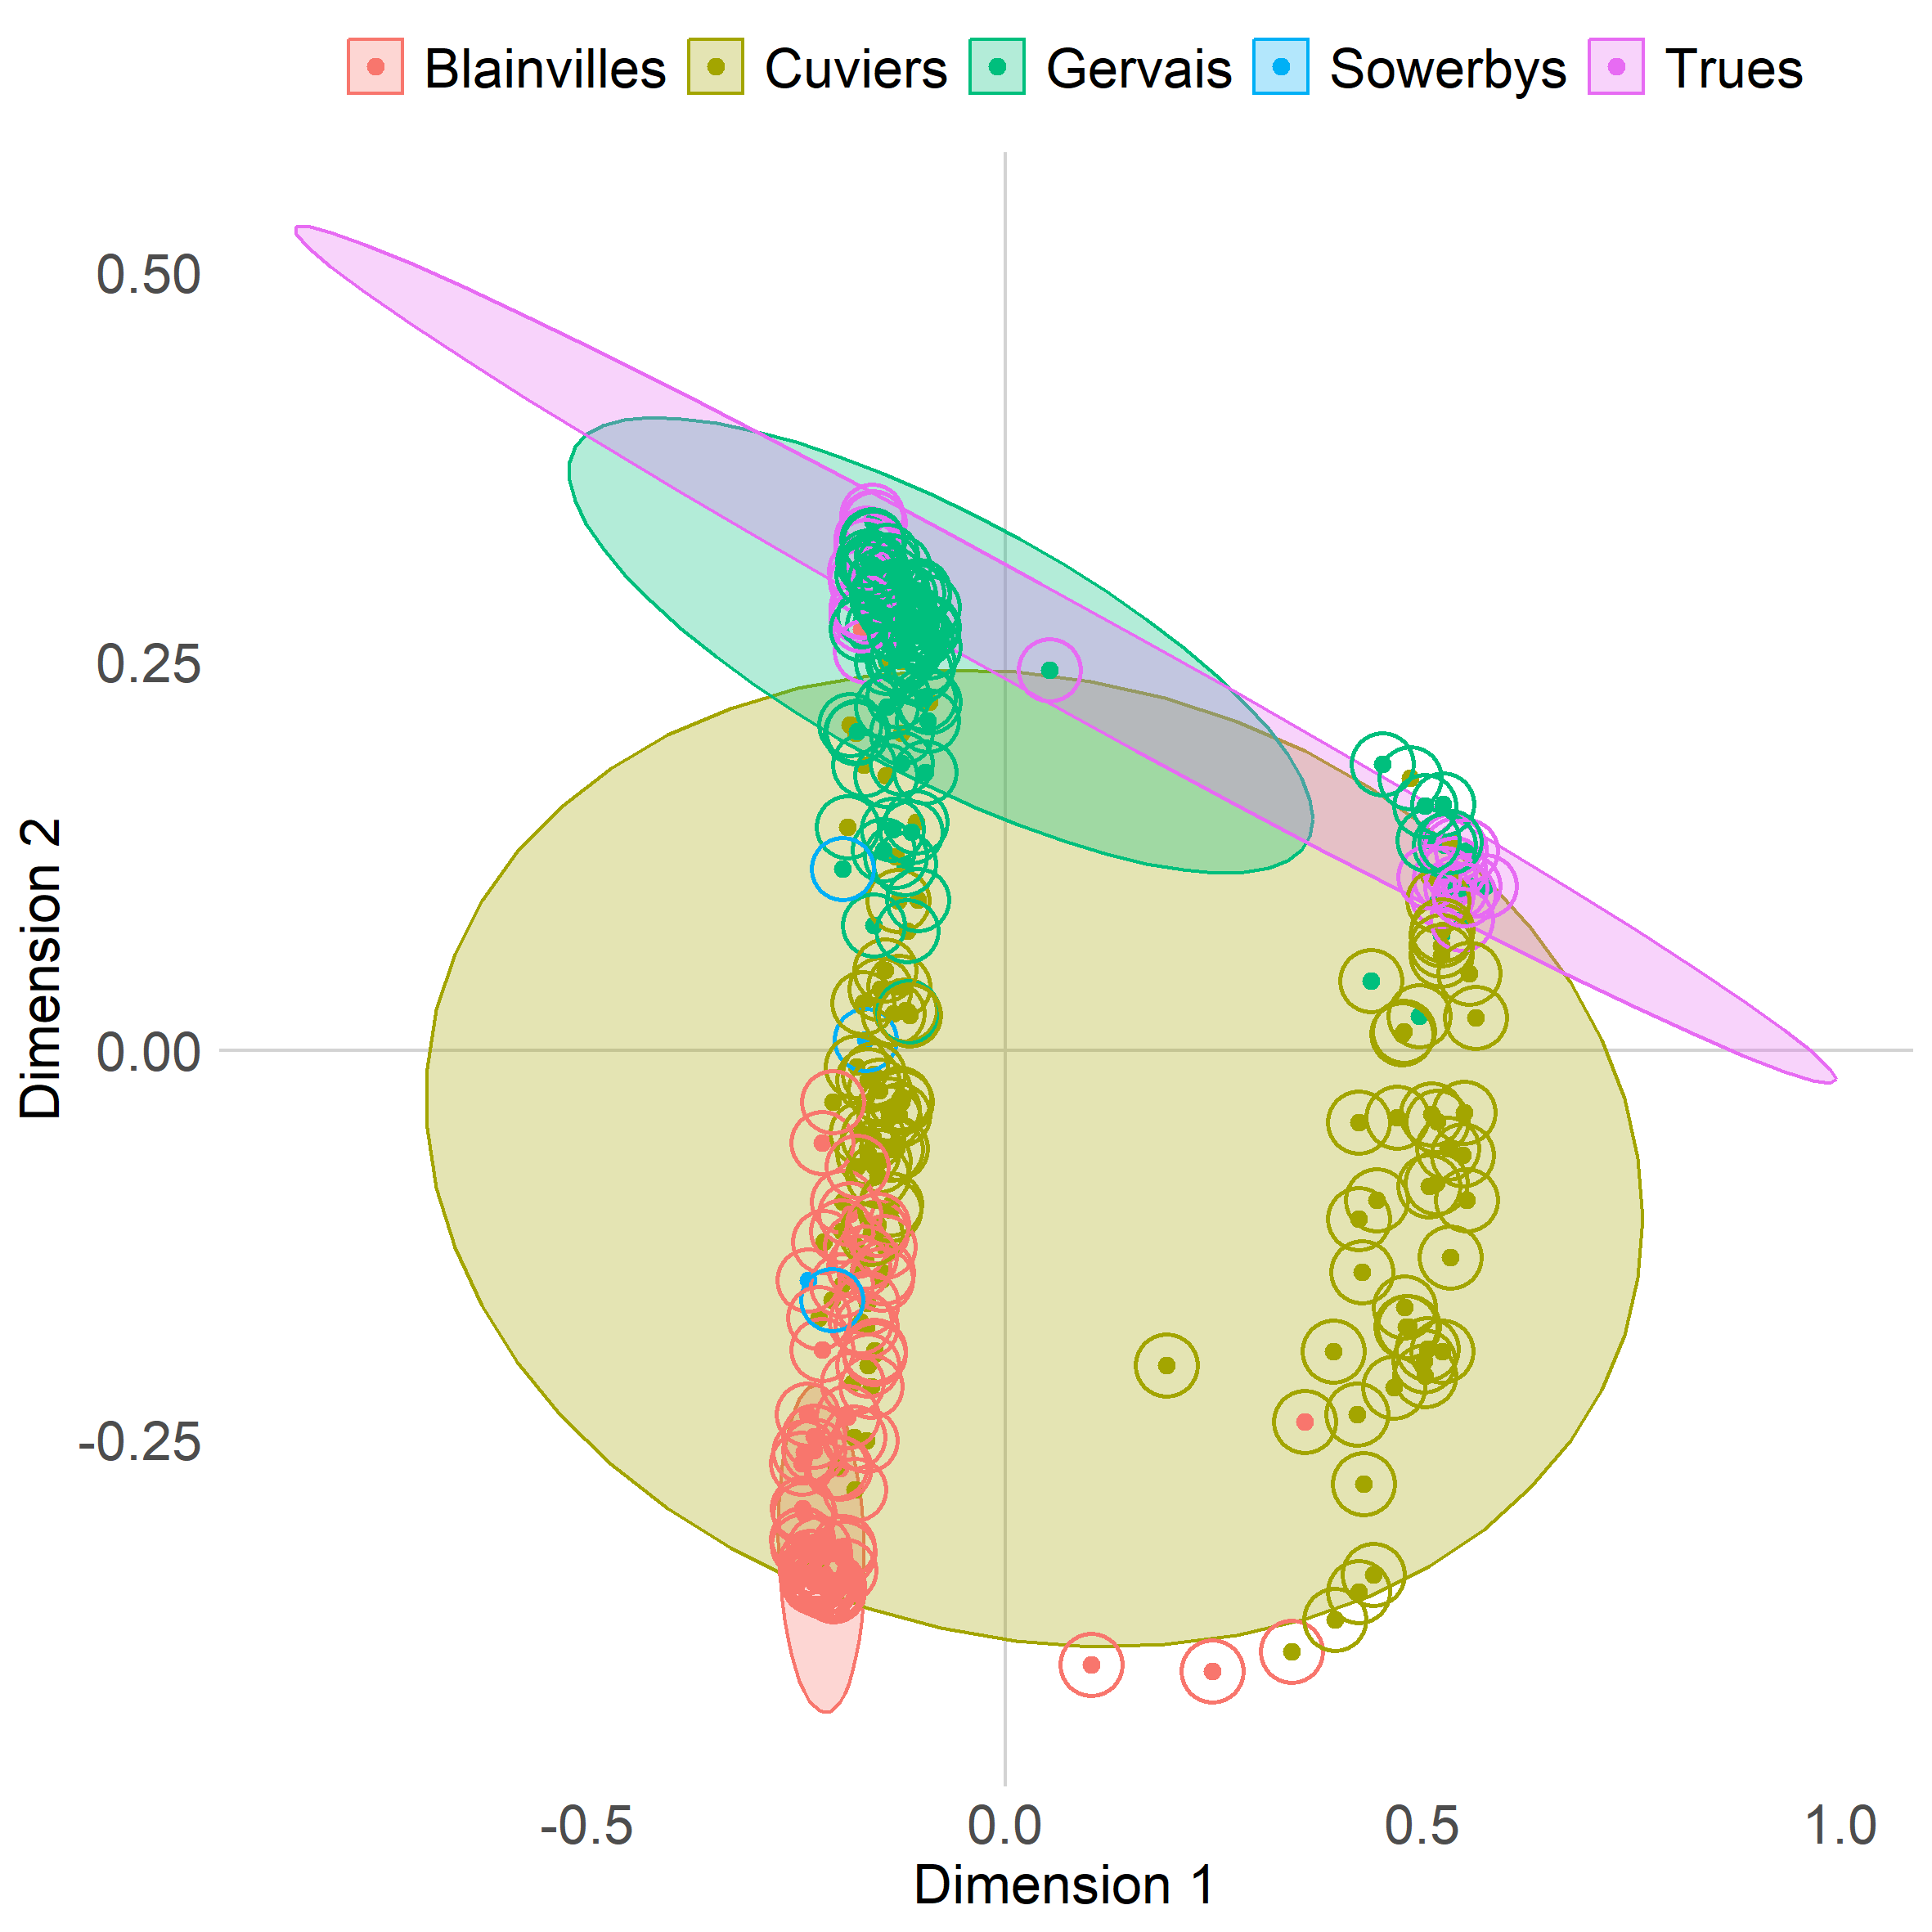 Blainvilles Cuviers Gervais Sowerbys Trues
0.50
0.25
0.00
-0.25
Dimension 2
-0.5 0.0 0.5 1.0
Dimension 1